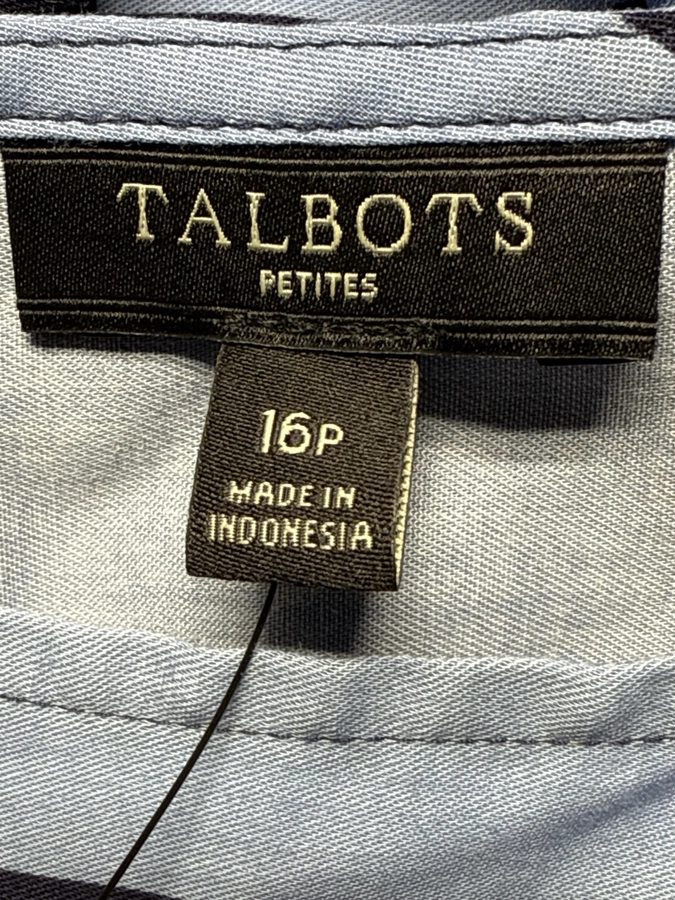 TALBOTS
PETITES
16P
MADE IN
INDONESIA